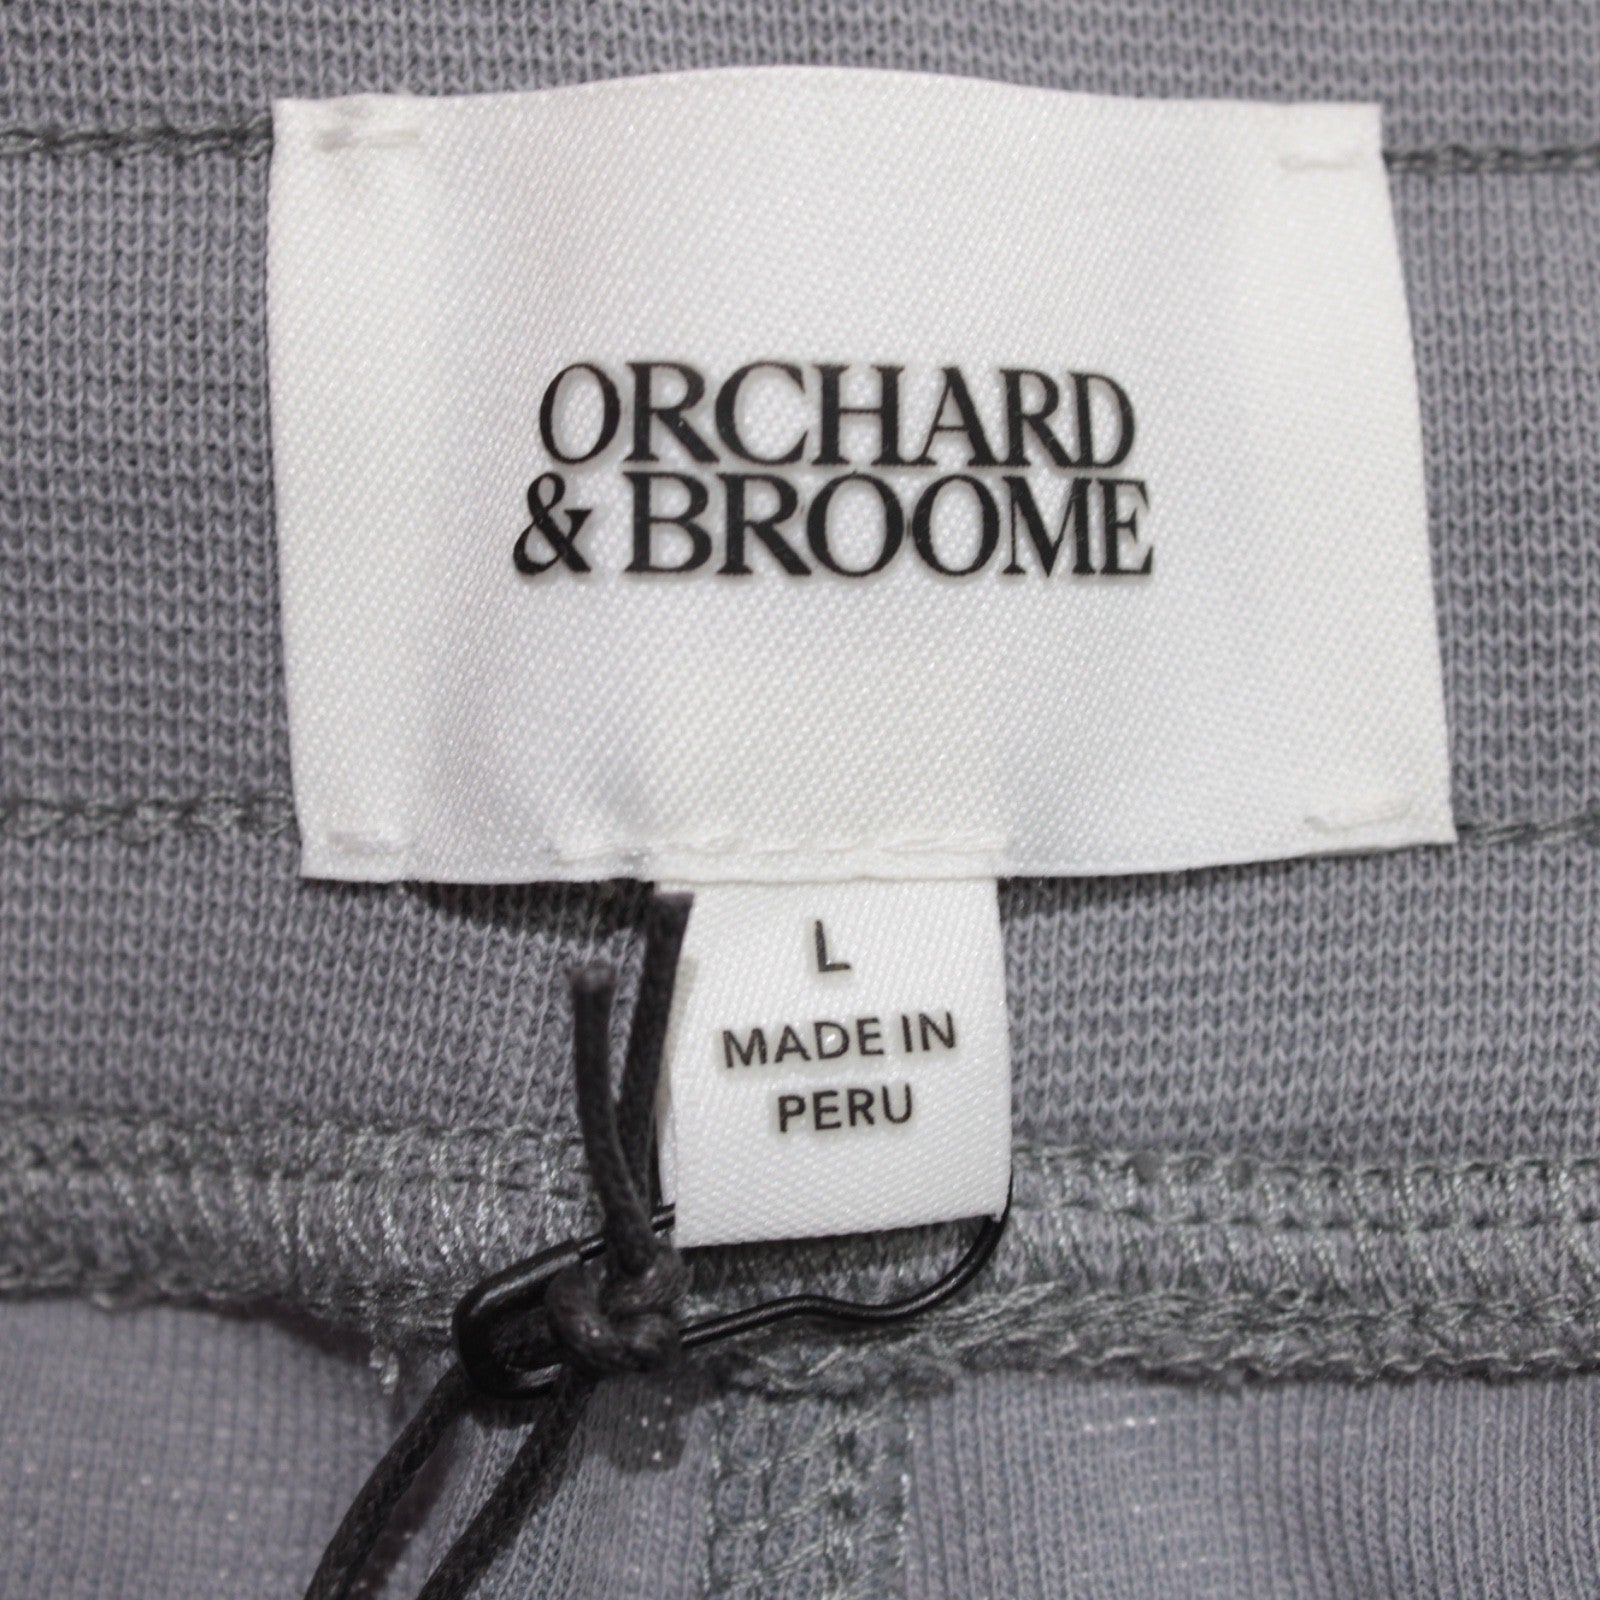 ORCHARD
& BROOME
L
MADE IN
PERU